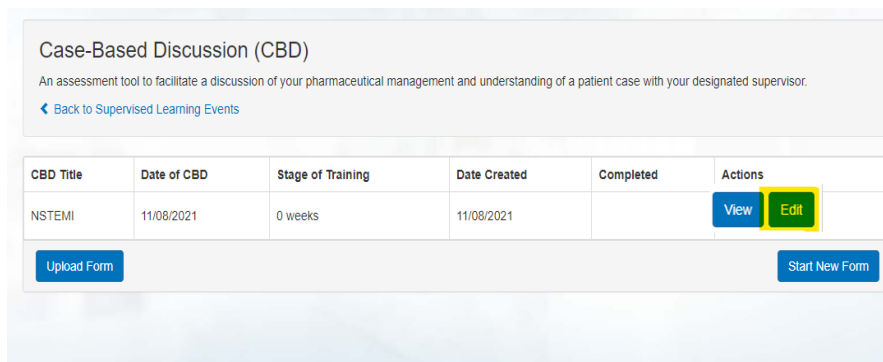 Case-Based Discussion (CBD)
An assessment tool to facilitate a discussion of your pharmaceutical management and understanding of a patient case with your designated supervisor.
Back to Supervised Learning Events
CBD Title Date of CBD Stage of Training Date Created Completed Actions
NSTEMI 11/08/2021 0 weeks 11/08/2021 View Edit
Upload Form Start New Form